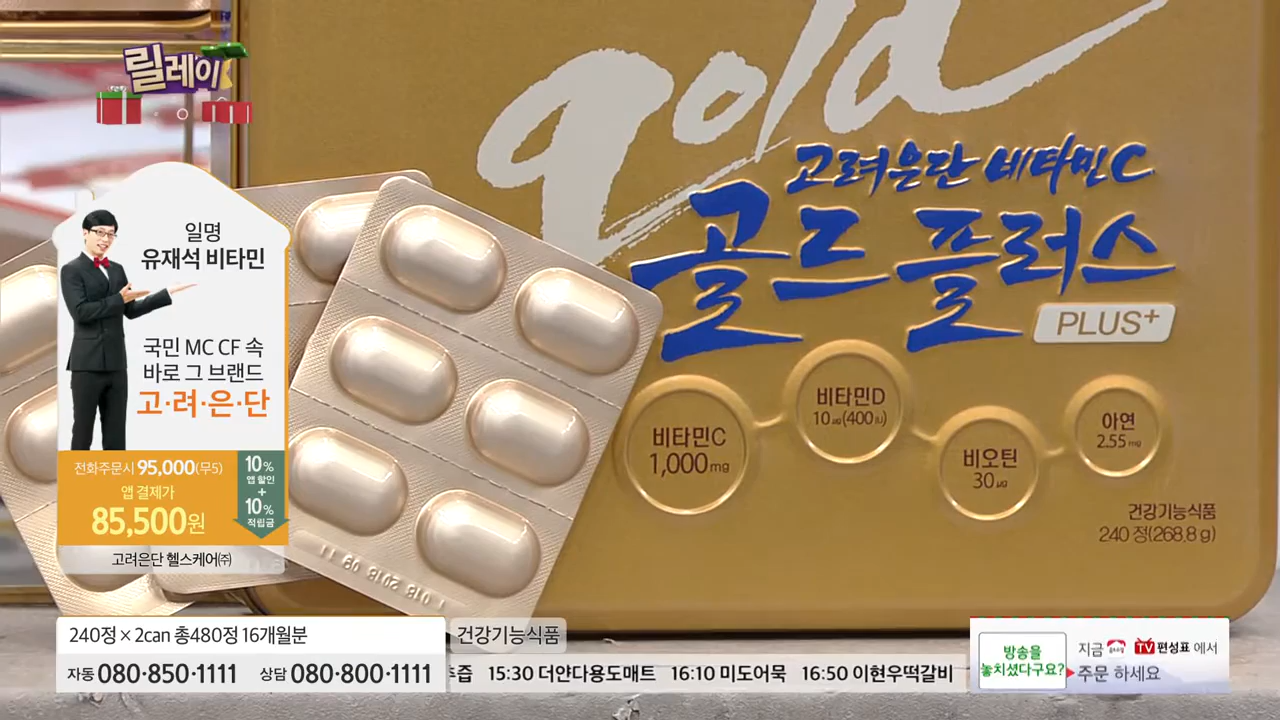 릴레이
gold
고려은단 비타민C
골드 플러스
PLUS+
비타민C
1,000mg
비타민D
10㎍(400IU)
비오틴
30㎍
아연
2.55mg
건강기능식품
240 정(268.8 g)
일명
유재석 비타민
국민 MC CF 속
바로 그 브랜드
고·려·은·단
전화주문시 95,000(무5)
앱 결제가
85,500원
10%
앱 할인
+
10%
적립금
고려은단 헬스케어㈜
240정×2can 총480정 16개월분
건강기능식품
자동 080·850·1111 상담 080·800·1111
즙 15:30 더얀다용도매트 16:10 미도어묵 16:50 이현우떡갈비
방송을
놓치셨다구요?
지금 TV 편성표 에서
주문 하세요